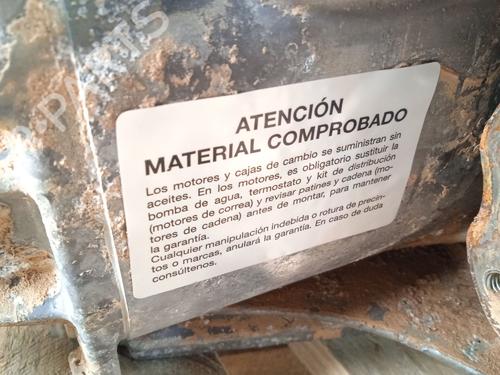 ATENCIÓN
MATERIAL COMPROBADO
Los motores y cajas de cambio se suministran sin
aceites. En los motores, es obligatorio sustituir la
bomba de agua, termostato y kit de distribución
(motores de correa) y revisar patines y cadena (mo-
tores de cadena) antes de montar, para mantener
la garantía.
Cualquier manipulación indebida o rotura de precin-
tos o marcas, anulará la garantía. En caso de duda
consúltenos.